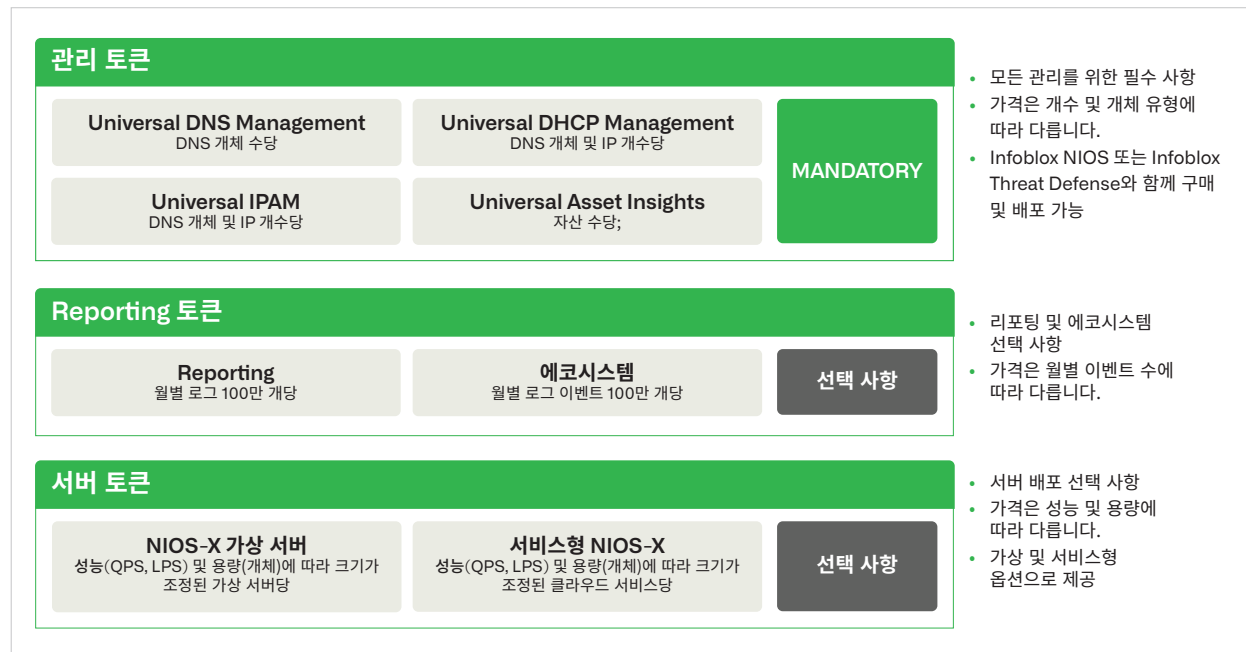 관리 토큰
Universal DNS Management
DNS 개체 수당
Universal DHCP Management
DNS 개체 및 IP 개수당
Universal IPAM
DNS 개체 및 IP 개수당
Universal Asset Insights
자산 수당;
MANDATORY
• 모든 관리를 위한 필수 사항
• 가격은 개수 및 개체 유형에
따라 다릅니다.
• Infoblox NIOS 또는 Infoblox
Threat Defense와 함께 구매
및 배포 가능
Reporting 토큰
Reporting
월별 로그 100만 개당
에코시스템
월별 로그 이벤트 100만 개당
선택 사항
• 리포팅 및 에코시스템
선택 사항
• 가격은 월별 이벤트 수에
따라 다릅니다.
서버 토큰
NIOS-X 가상 서버
성능(QPS, LPS) 및 용량(개체)에 따라 크기가
조정된 가상 서버당
서비스형 NIOS-X
성능(QPS, LPS) 및 용량(개체)에 따라 크기가
조정된 클라우드 서비스당
선택 사항
• 서버 배포 선택 사항
• 가격은 성능 및 용량에
따라 다릅니다.
• 가상 및 서비스형
옵션으로 제공